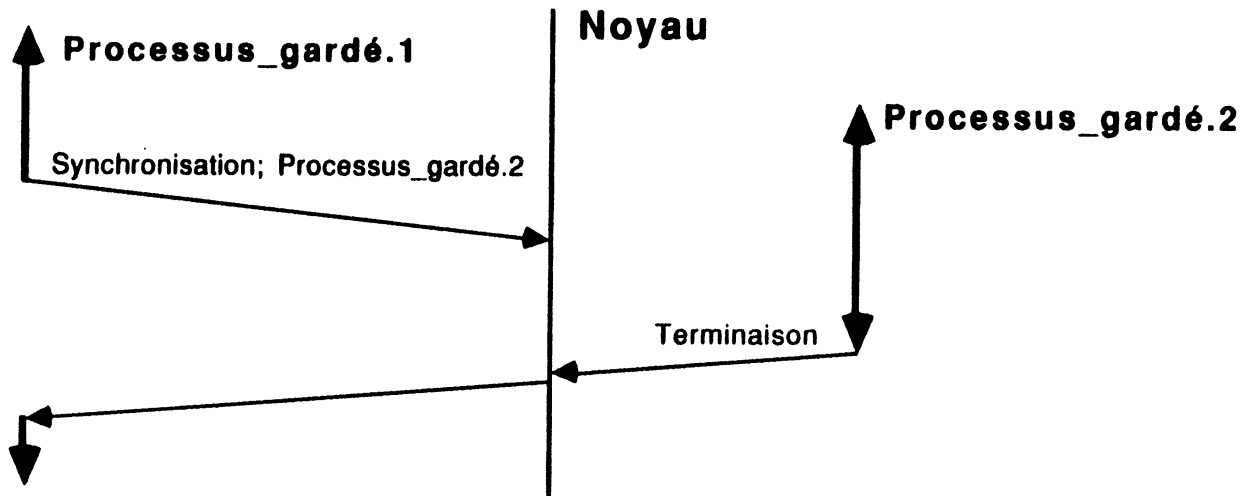 Noyau
Processus_gardé.1
Processus_gardé.2
Synchronisation; Processus_gardé.2
Terminaison